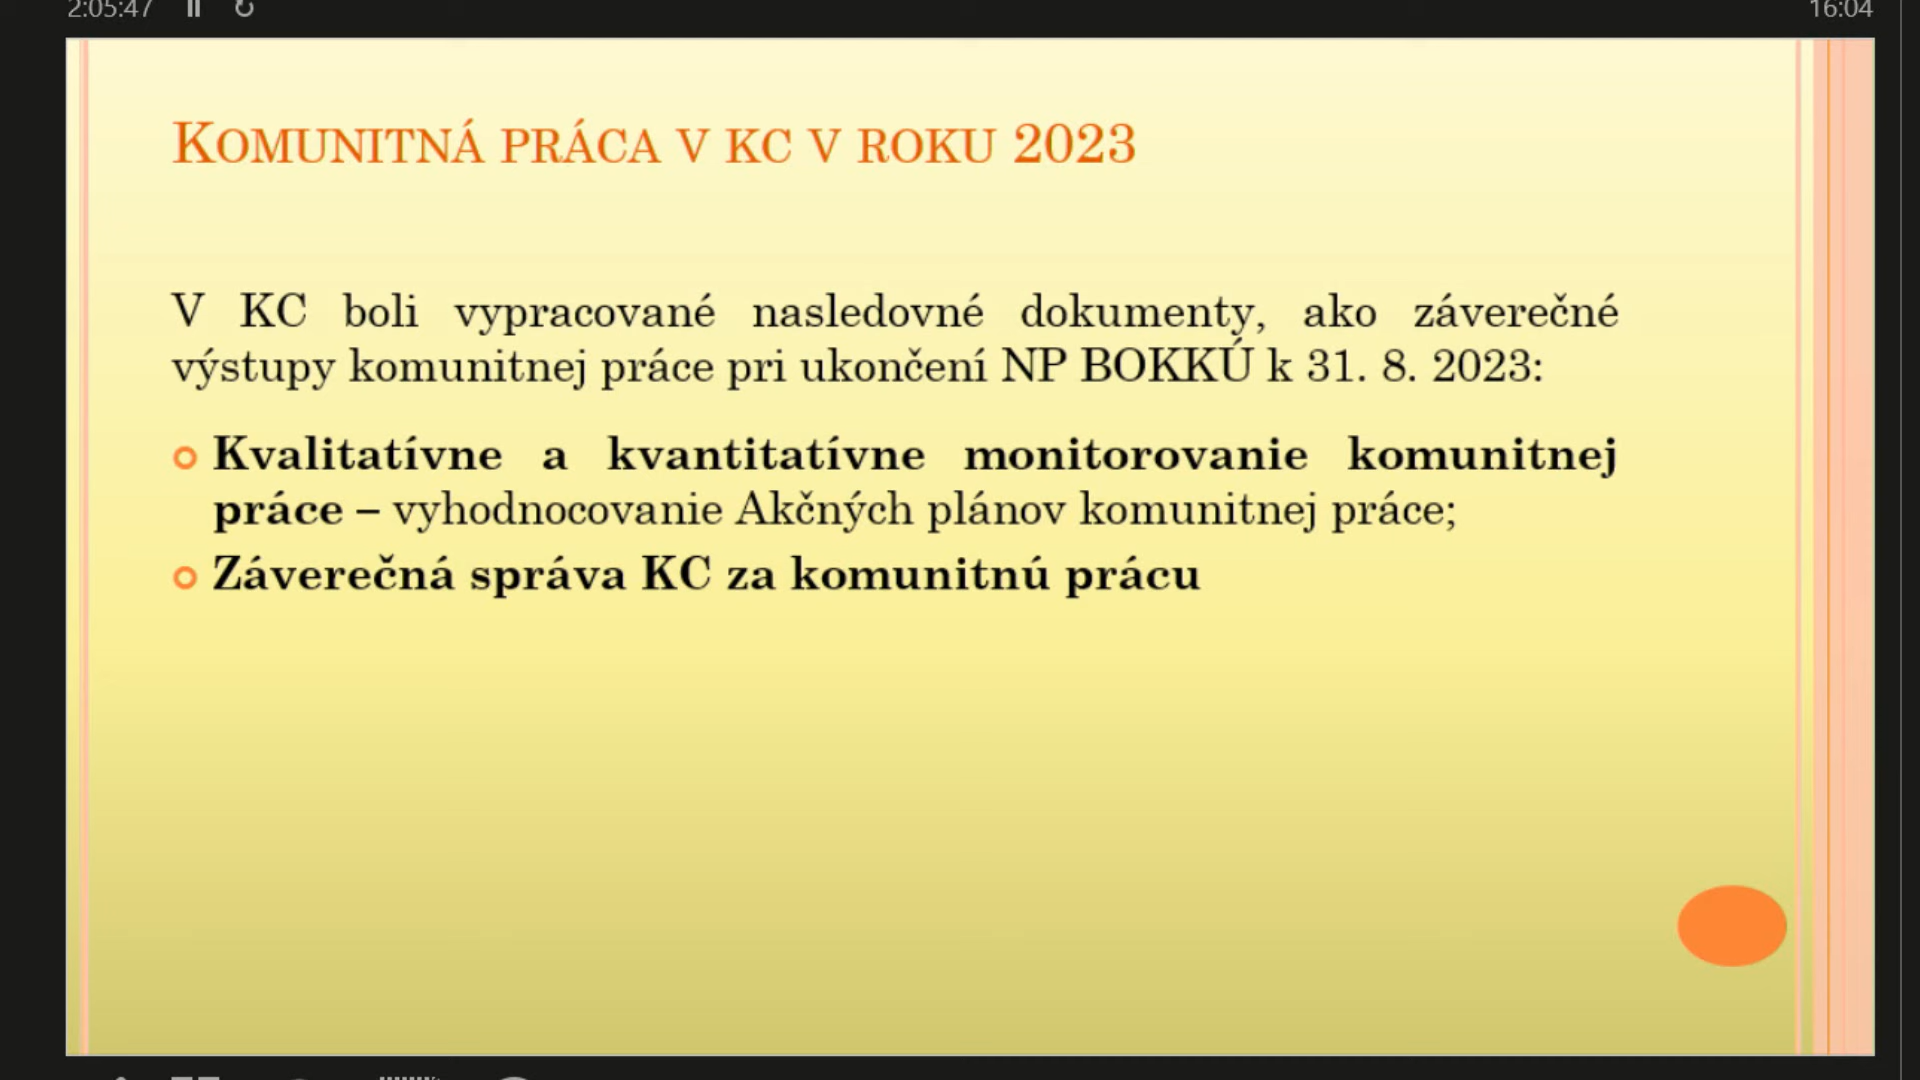 2:05:47
16:04
KOMUNITNÁ PRÁCA V KC V ROKU 2023
V KC boli vypracované nasledovné dokumenty, ako záverečné
výstupy komunitnej práce pri ukončení NP BOKKÚ k 31. 8. 2023:
Kvalitatívne a kvantitatívne monitorovanie komunitnej
práce – vyhodnocovanie Akčných plánov komunitnej práce;
Záverečná správa KC za komunitnú prácu